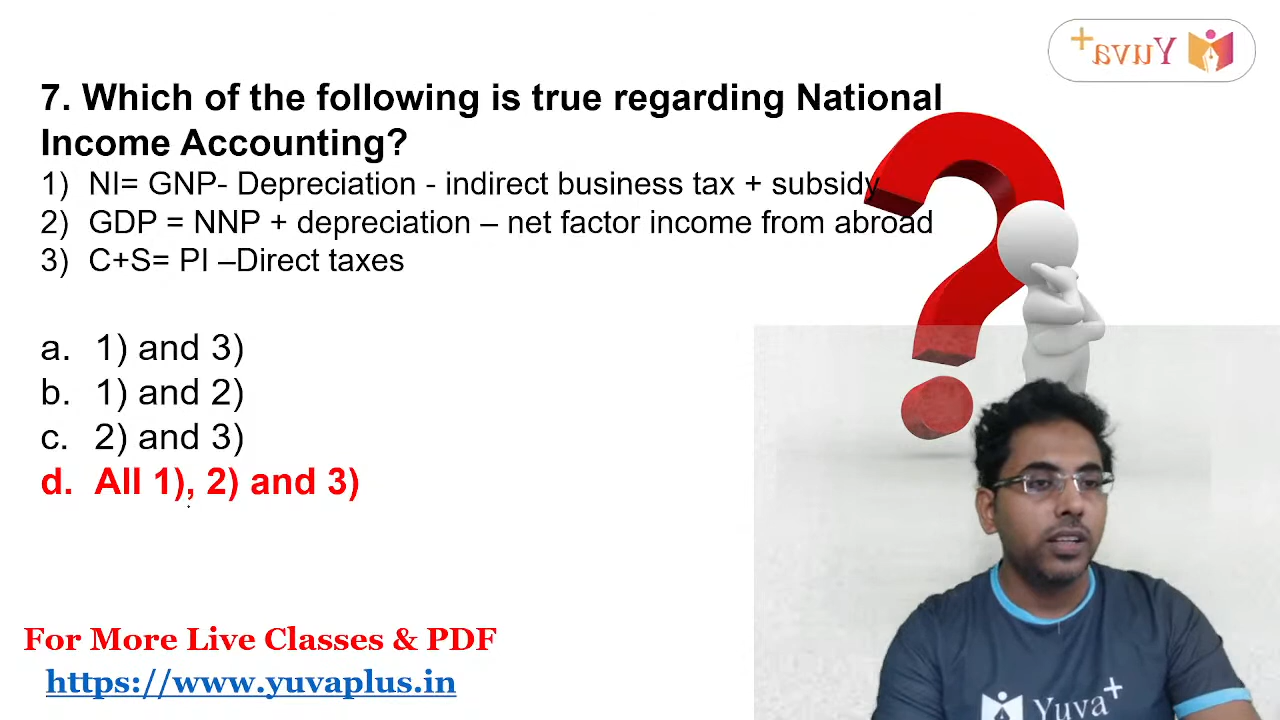 Yuva+
7. Which of the following is true regarding National
Income Accounting?
1) NI= GNP- Depreciation - indirect business tax + subsidy
2) GDP = NNP + depreciation – net factor income from abroad
3) C+S= PI –Direct taxes
a. 1) and 3)
b. 1) and 2)
c. 2) and 3)
d. All 1), 2) and 3)
For More Live Classes & PDF
https://www.yuvaplus.in
Yuva+